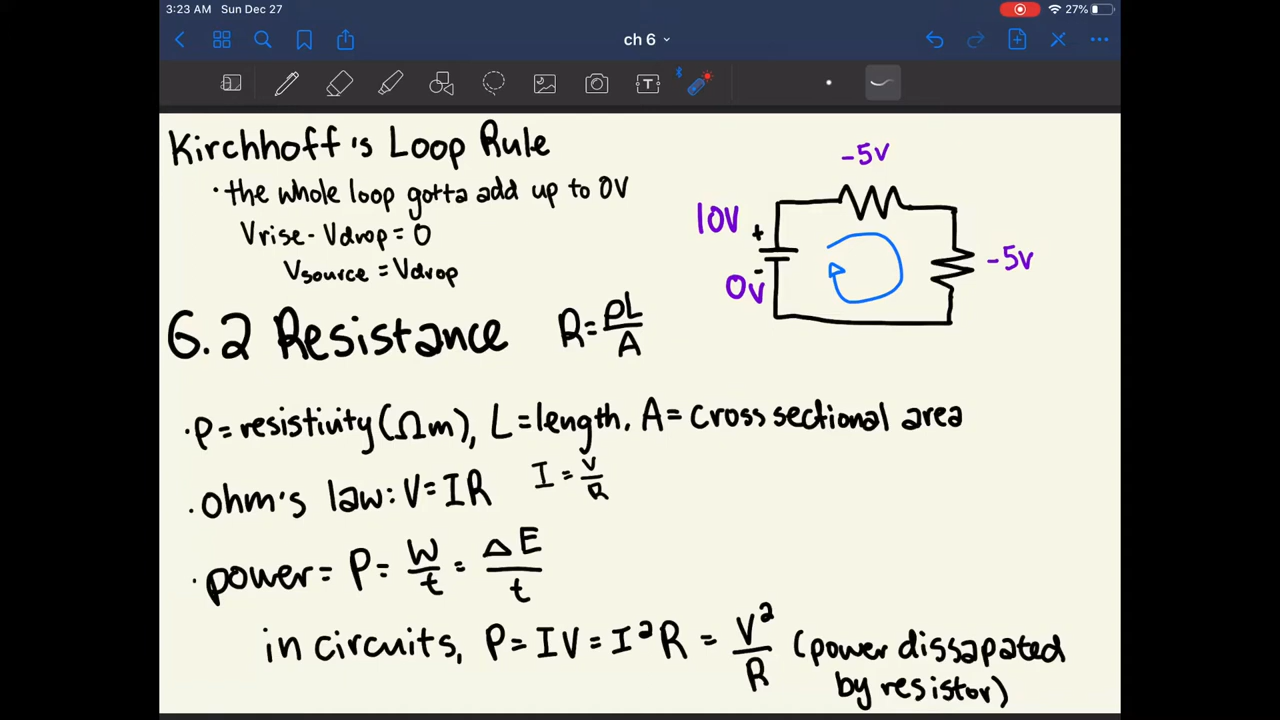 3:23 AM Sun Dec 27
27%
ch 6
T
Kirchhoff's Loop Rule
• the whole loop gotta add up to 0V
Vrise - Vdrop = 0
Vsource = Vdrop
-5v
10V
+
-
0V
-5v
6.2 Resistance R = ρL/A
• ρ = resistivity (Ωm), L = length, A = cross sectional area
• ohm's law: V = IR I = V/R
• power = P = W/t = ΔE/t
in circuits, P = IV = I²R = V²/R (power dissapated
by resistor)